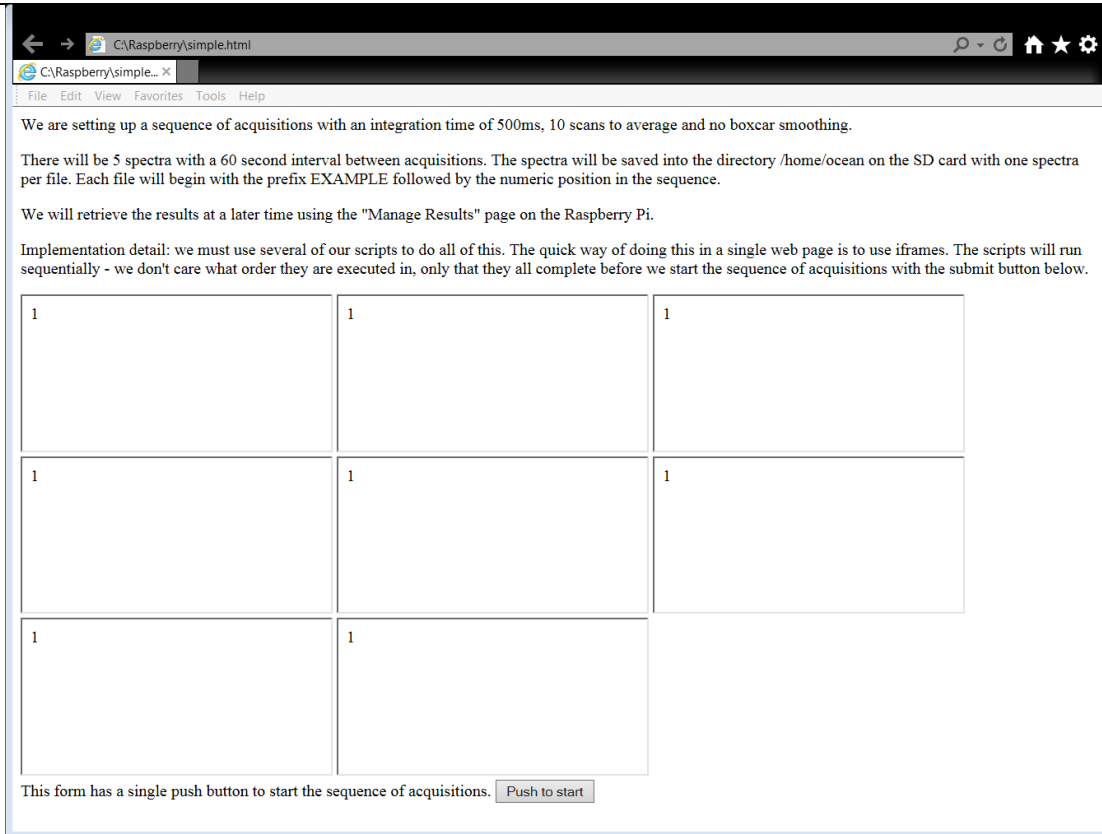 C:\Raspberry\simple.html
C:\Raspberry\simple...
File Edit View Favorites Tools Help
We are setting up a sequence of acquisitions with an integration time of 500ms, 10 scans to average and no boxcar smoothing.
There will be 5 spectra with a 60 second interval between acquisitions. The spectra will be saved into the directory /home/ocean on the SD card with one spectra
per file. Each file will begin with the prefix EXAMPLE followed by the numeric position in the sequence.
We will retrieve the results at a later time using the "Manage Results" page on the Raspberry Pi.
Implementation detail: we must use several of our scripts to do all of this. The quick way of doing this in a single web page is to use iframes. The scripts will run
sequentially - we don't care what order they are executed in, only that they all complete before we start the sequence of acquisitions with the submit button below.
1 1 1
1 1 1
1 1
This form has a single push button to start the sequence of acquisitions. Push to start